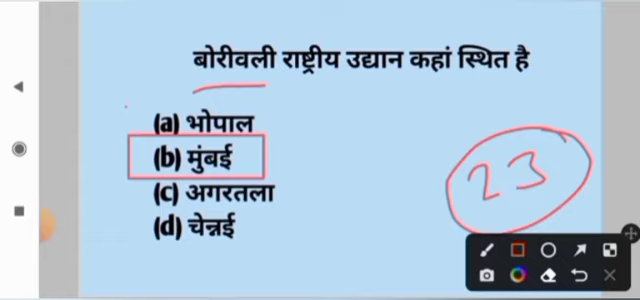 बोरीवली राष्ट्रीय उद्यान कहां स्थित है
(a) भोपाल
(b) मुंबई
(c) अगरतला
(d) चेन्नई
23